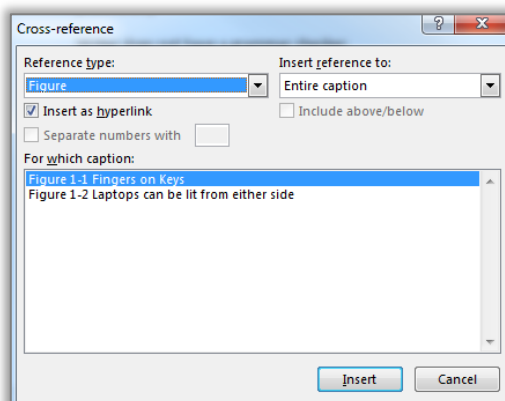 Cross-reference
Reference type:
Insert reference to:
Figure
Entire caption
Insert as hyperlink
Include above/below
Separate numbers with
For which caption:
Figure 1-1 Fingers on Keys
Figure 1-2 Laptops can be lit from either side
Insert
Cancel